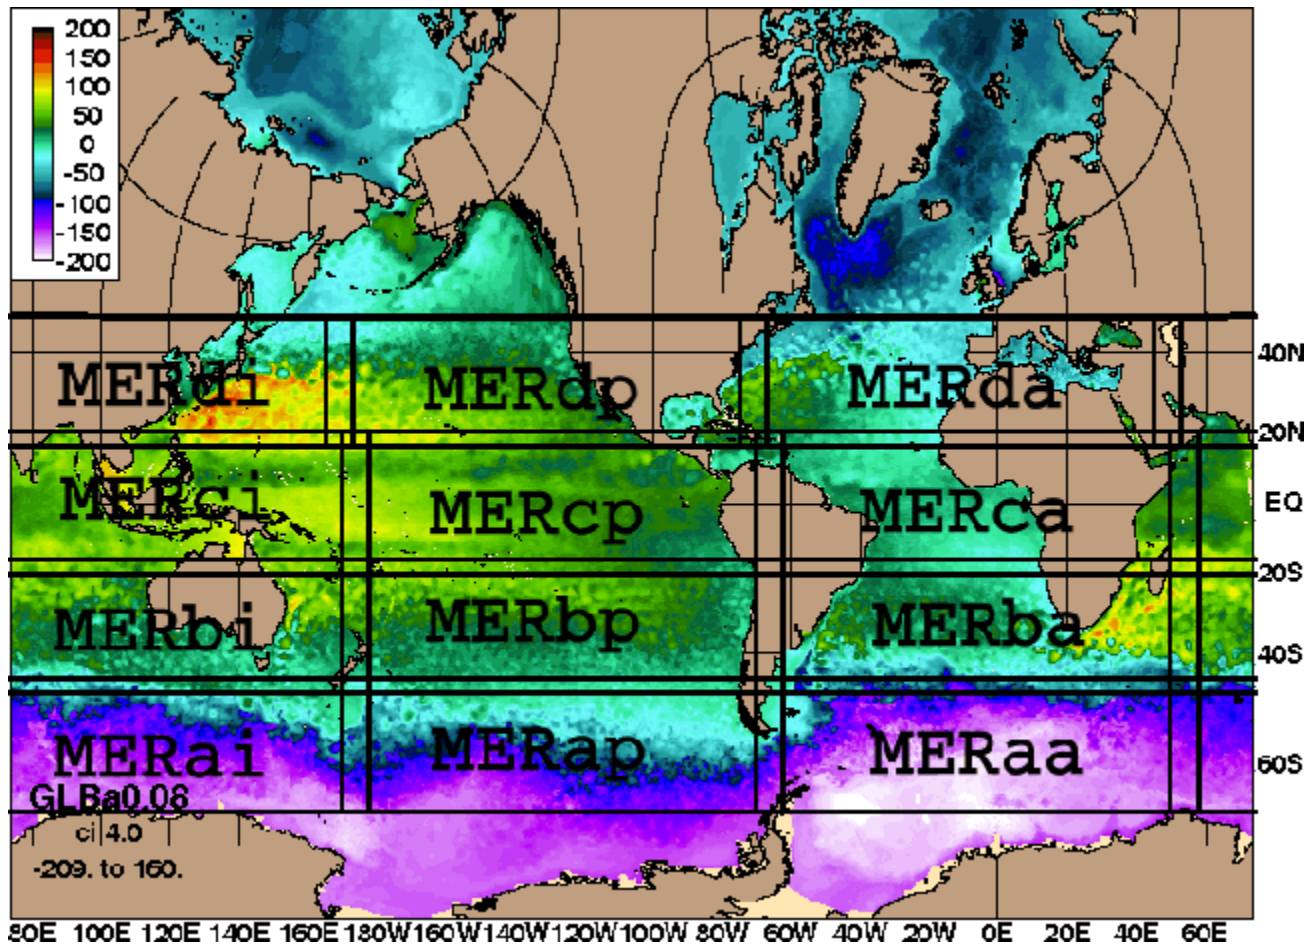 200
150
100
50
0
-50
-100
-150
-200
40N
MERdi MERdp MERda
20N
MERci MERcp MERca EQ
20S
MERbi MERbp MERba
40S
MERai MERap MERaa
60S
GLBa0.08
ci 4.0
-209. to 160.
80E 100E 120E 140E 160E 180W 160W 140W 120W 100W 80W 60W 40W 20W 0E 20E 40E 60E